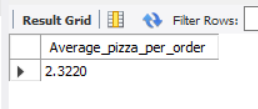 Result Grid Filter Rows:
Average_pizza_per_order
2.3220